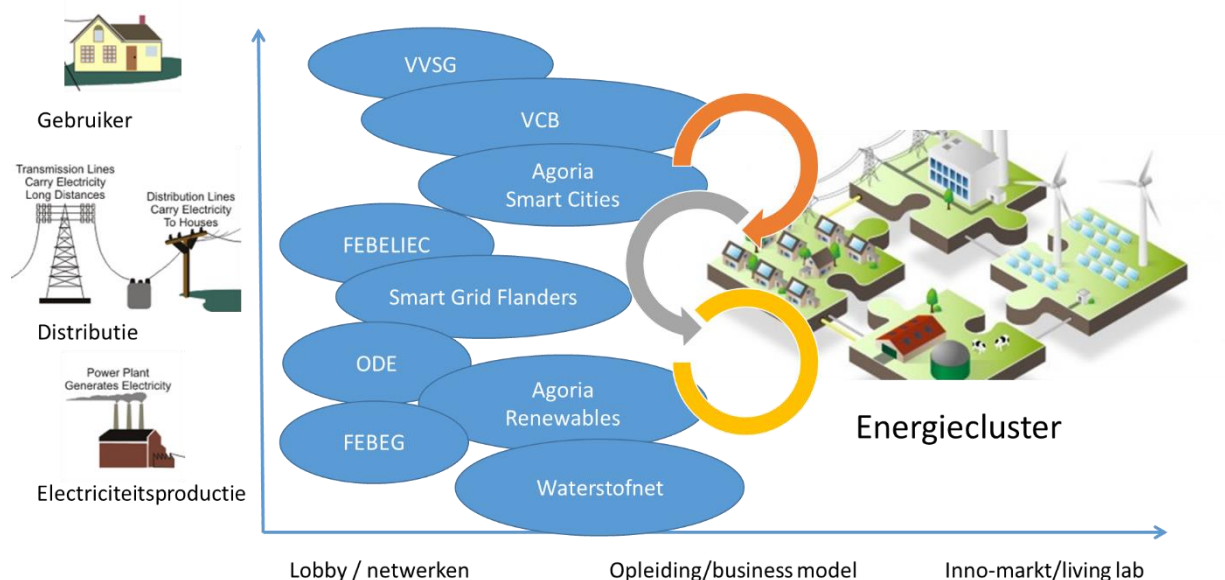 Gebruiker
Transmission Lines
Carry Electricity
Long Distances
Distribution Lines
Carry Electricity
To Houses
Distributie
Power Plant
Generates Electricity
Electriciteitsproductie
VVSG
VCB
Agoria
Smart Cities
FEBELIEC
Smart Grid Flanders
ODE
Agoria
Renewables
FEBEG
Waterstofnet
Energiecluster
Lobby / netwerken
Opleiding/business model
Inno-markt/living lab